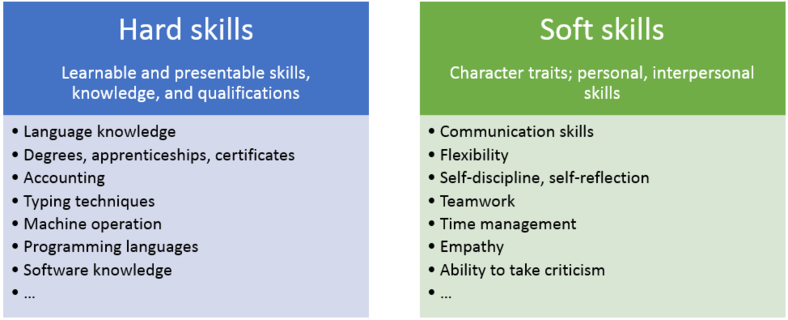 Hard skills
Learnable and presentable skills,
knowledge, and qualifications
• Language knowledge
• Degrees, apprenticeships, certificates
• Accounting
• Typing techniques
• Machine operation
• Programming languages
• Software knowledge
• ...
Soft skills
Character traits; personal, interpersonal
skills
• Communication skills
• Flexibility
• Self-discipline, self-reflection
• Teamwork
• Time management
• Empathy
• Ability to take criticism
• ...